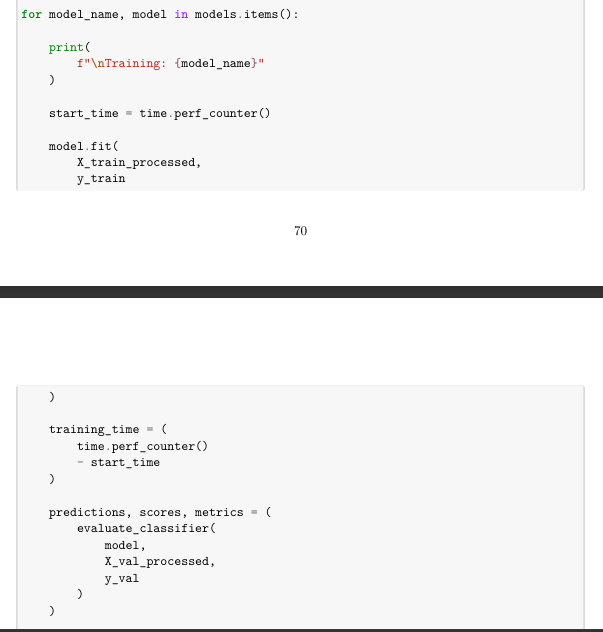 for model_name, model in models.items():
    print(
        f"\nTraining: {model_name}"
    )
    start_time = time.perf_counter()
    model.fit(
        X_train_processed,
        y_train
70
    )
    training_time = (
        time.perf_counter()
        - start_time
    )
    predictions, scores, metrics = (
        evaluate_classifier(
            model,
            X_val_processed,
            y_val
        )
    )